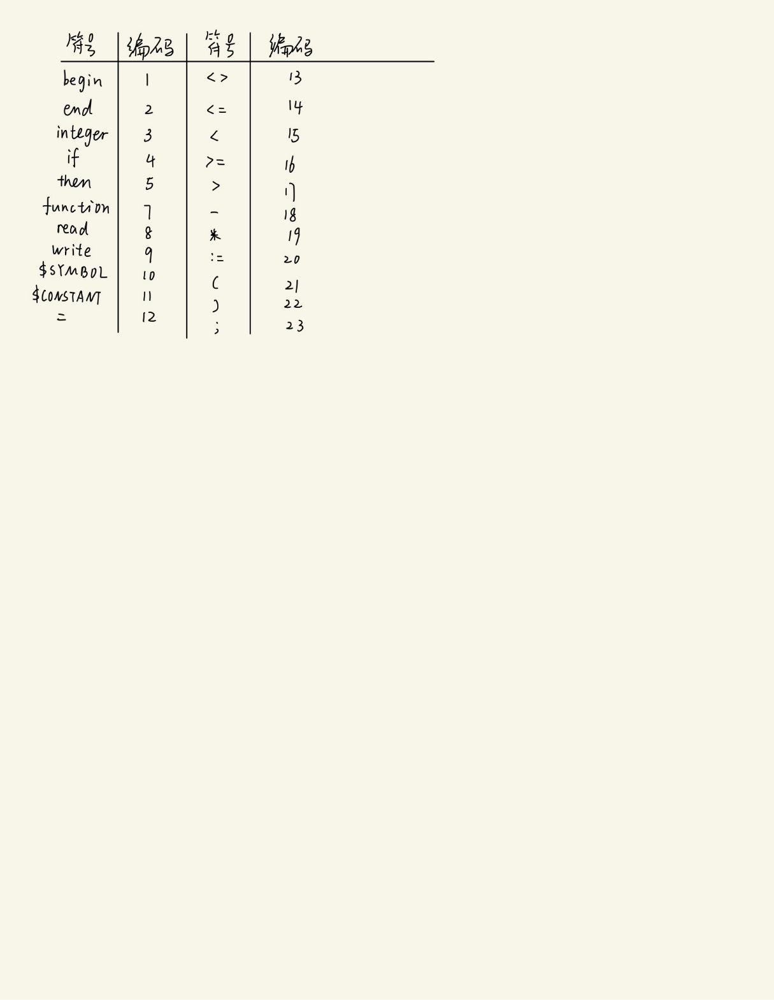 符号 编码 符号 编码
begin 1 <> 13
end 2 <= 14
integer 3 < 15
if 4 >= 16
then 5 > 17
function 7 - 18
read 8 * 19
write 9 := 20
$SYMBOL 10 ( 21
$CONSTANT 11 ) 22
= 12 ; 23